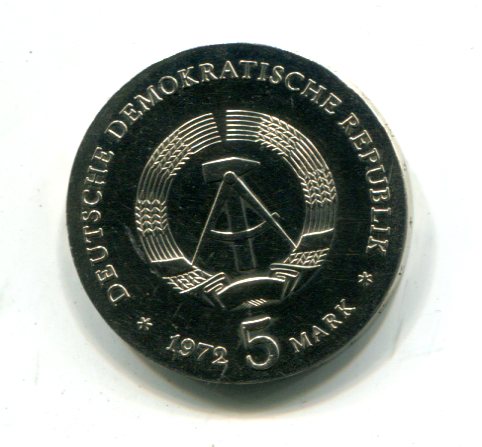 DEUTSCHE DEMOKRATISCHE REPUBLIK
* 1972 5 MARK *